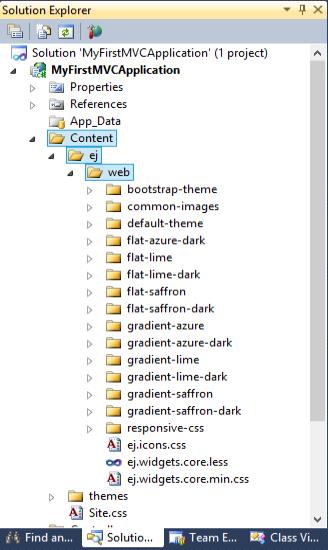 Solution Explorer
Solution 'MyFirstMVCApplication' (1 project)
MyFirstMVCApplication
Properties
References
App_Data
Content
ej
web
bootstrap-theme
common-images
default-theme
flat-azure-dark
flat-lime
flat-lime-dark
flat-saffron
flat-saffron-dark
gradient-azure
gradient-azure-dark
gradient-lime
gradient-lime-dark
gradient-saffron
gradient-saffron-dark
responsive-css
ej.icons.css
ej.widgets.core.less
ej.widgets.core.min.css
themes
Site.css
Find an... Solutio... Team E... Class Vi...